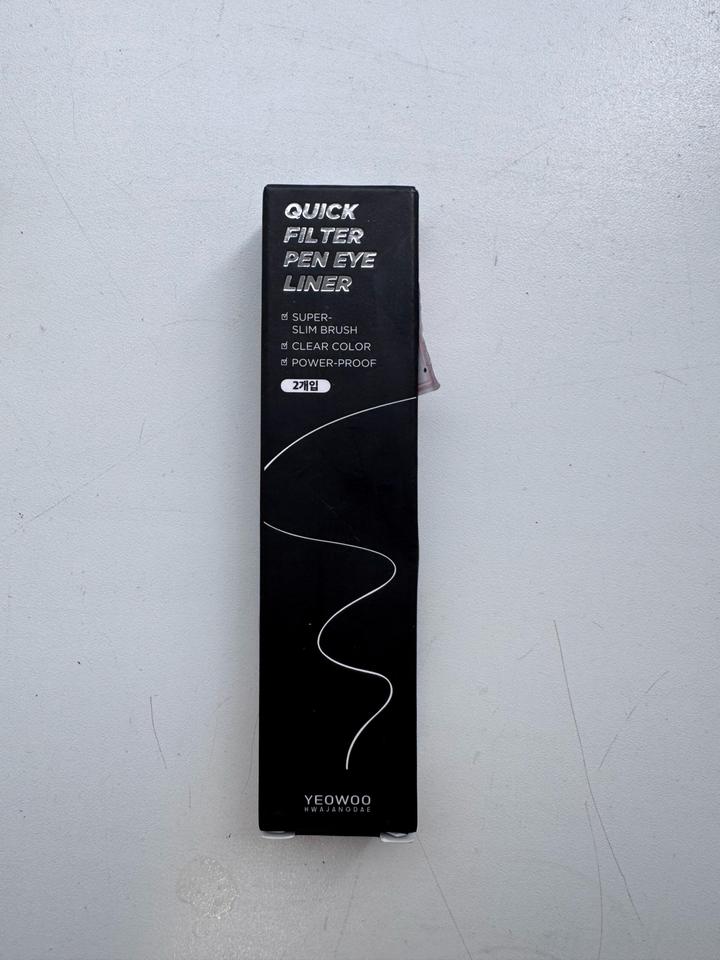 QUICK
FILTER
PEN EYE
LINER
SUPER-
SLIM BRUSH
CLEAR COLOR
POWER-PROOF
2개입
YEOWOO
HWAJANGDAE